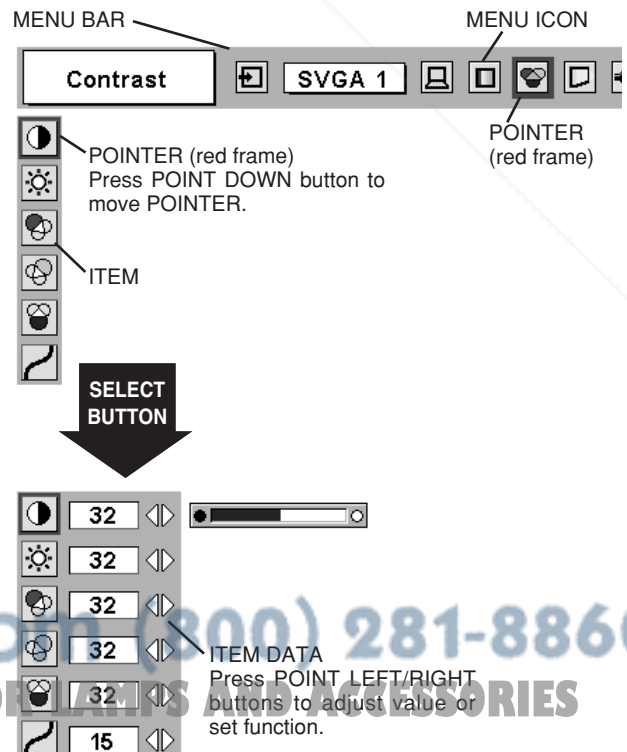 MENU BAR
MENU ICON
Contrast
SVGA 1
POINTER
(red frame)
POINTER (red frame)
Press POINT DOWN button to
move POINTER.
ITEM
SELECT
BUTTON
32
32
32
32
32
15
ITEM DATA
Press POINT LEFT/RIGHT
buttons to adjust value or
set function.
(800) 281-886
AND ACCESSORIES